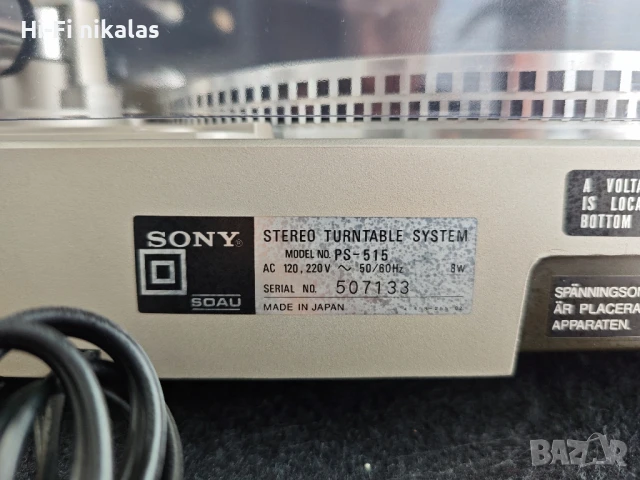 Hi-Fi nikalas
SONY®
SOAU
STEREO TURNTABLE SYSTEM
MODEL NO. PS-515
AC 120, 220V ~ 50/60Hz 8W
SERIAL NO. 507133
MADE IN JAPAN
A VOLTA
IS LOCA
BOTTOM
SPÄNNINGSOM
ÄR PLACERA
APPARATEN.
BAZAR